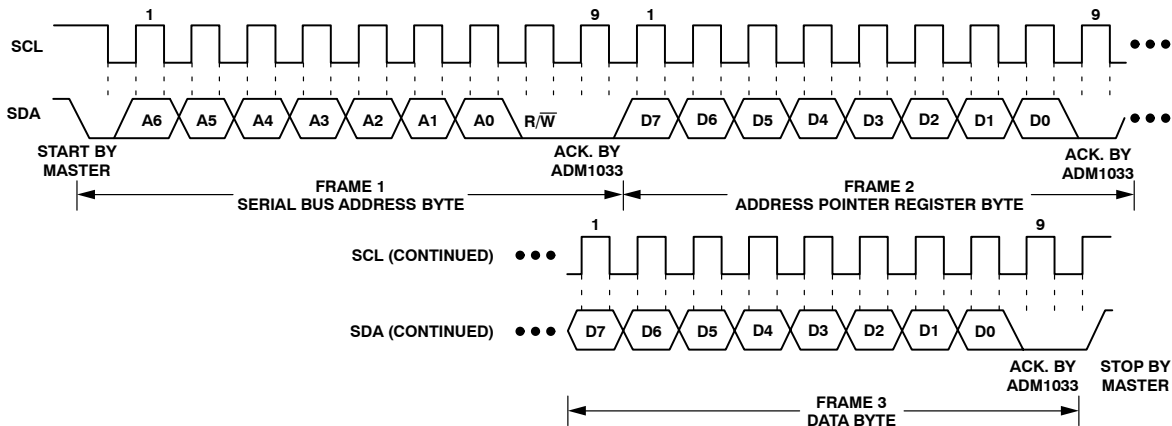 1 9 1 9
SCL
SDA A6 A5 A4 A3 A2 A1 A0 R/W̅ D7 D6 D5 D4 D3 D2 D1 D0
START BY
MASTER
ACK. BY
ADM1033
ACK. BY
ADM1033
FRAME 1
SERIAL BUS ADDRESS BYTE
FRAME 2
ADDRESS POINTER REGISTER BYTE
1 9
SCL (CONTINUED)
SDA (CONTINUED) D7 D6 D5 D4 D3 D2 D1 D0
ACK. BY
ADM1033
STOP BY
MASTER
FRAME 3
DATA BYTE